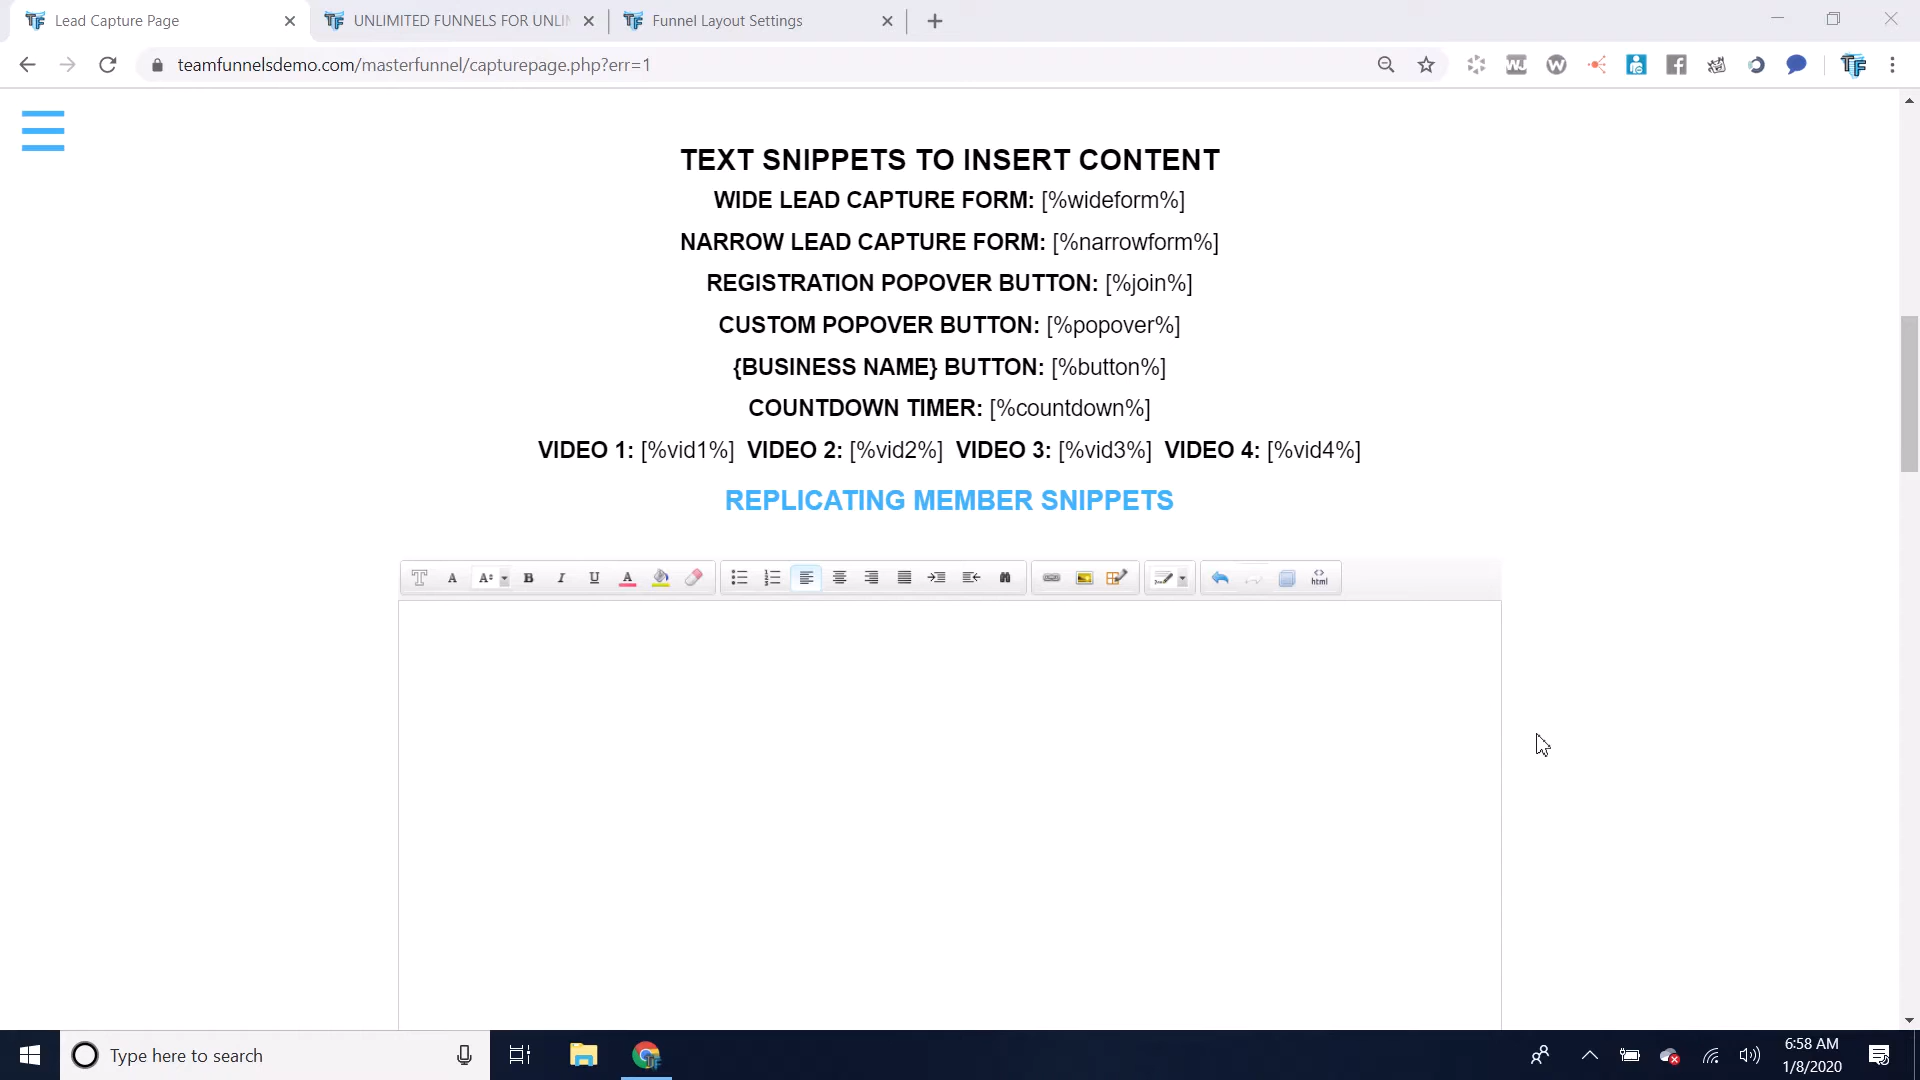 Lead Capture Page
UNLIMITED FUNNELS FOR UNLI
Funnel Layout Settings
teamfunnelsdemo.com/masterfunnel/capturepage.php?err=1
TEXT SNIPPETS TO INSERT CONTENT
WIDE LEAD CAPTURE FORM: [%wideform%]
NARROW LEAD CAPTURE FORM: [%narrowform%]
REGISTRATION POPOVER BUTTON: [%join%]
CUSTOM POPOVER BUTTON: [%popover%]
{BUSINESS NAME} BUTTON: [%button%]
COUNTDOWN TIMER: [%countdown%]
VIDEO 1: [%vid1%] VIDEO 2: [%vid2%] VIDEO 3: [%vid3%] VIDEO 4: [%vid4%]
REPLICATING MEMBER SNIPPETS
html
Type here to search
6:58 AM
1/8/2020